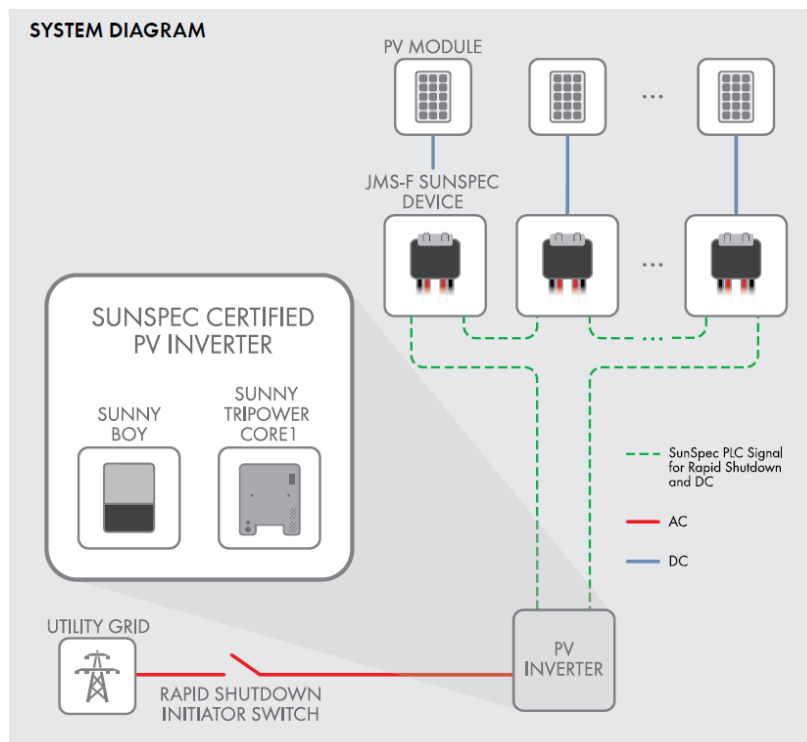 SYSTEM DIAGRAM
PV MODULE
...
JMS-F SUNSPEC
DEVICE
...
...
SUNSPEC CERTIFIED
PV INVERTER
SUNNY
BOY
SUNNY
TRIPOWER
CORE1
SunSpec PLC Signal
for Rapid Shutdown
and DC
AC
DC
UTILITY GRID
RAPID SHUTDOWN
INITIATOR SWITCH
PV
INVERTER